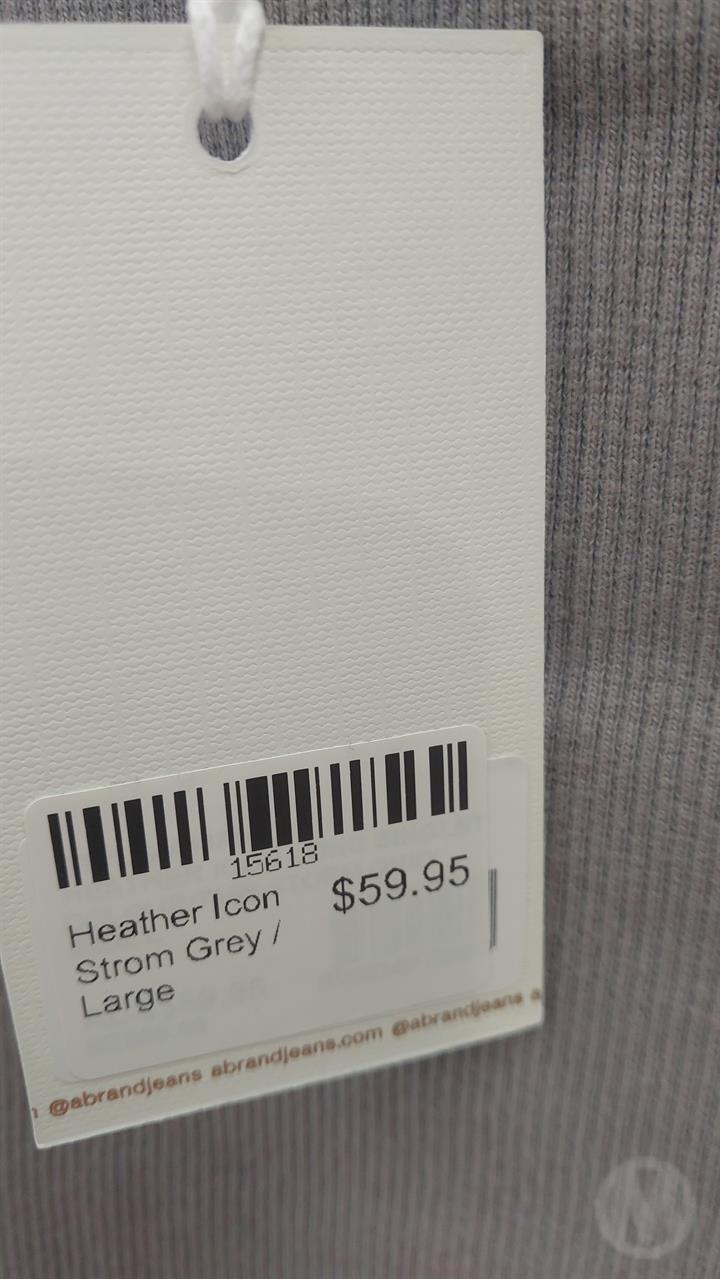 15618
Heather Icon
Strom Grey /
Large
$59.95
@abrandjeans abrandjeans.com @abrandjeans a